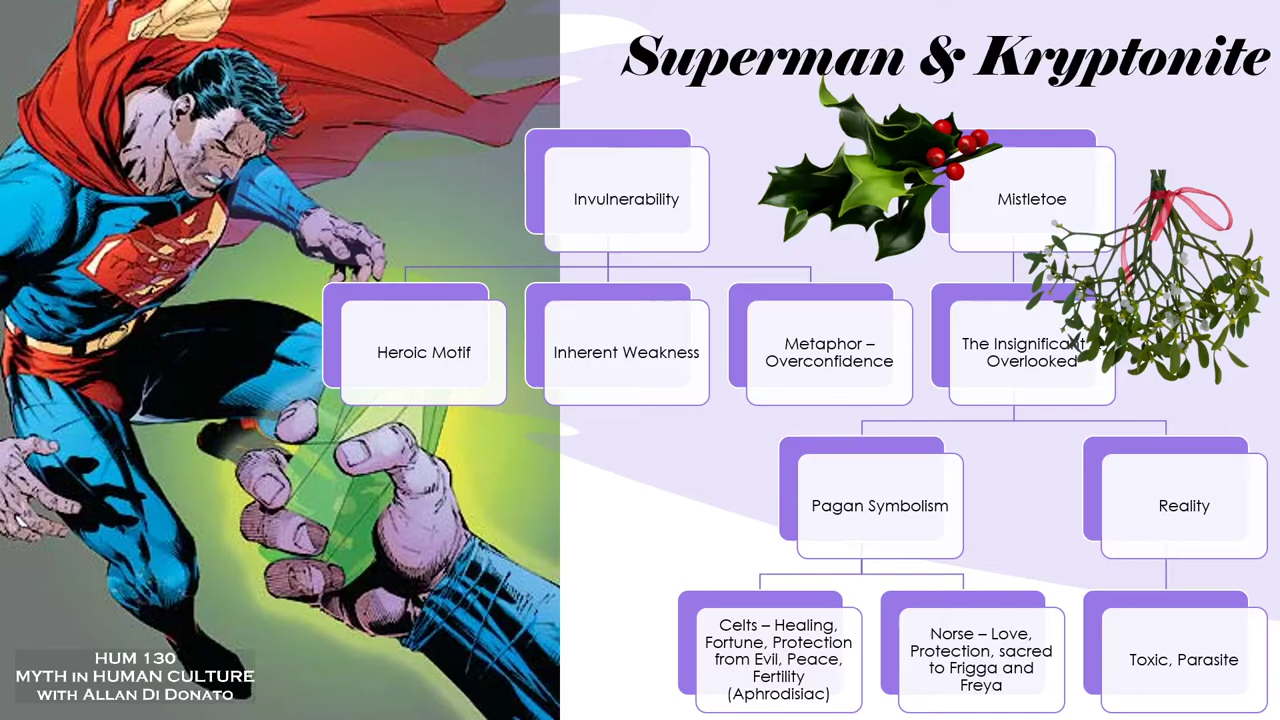 Superman & Kryptonite
Invulnerability
Mistletoe
Heroic Motif
Inherent Weakness
Metaphor –
Overconfidence
The Insignificant
Overlooked
Pagan Symbolism
Reality
Celts – Healing,
Fortune, Protection
from Evil, Peace,
Fertility
(Aphrodisiac)
Norse – Love,
Protection, sacred
to Frigga and
Freya
Toxic, Parasite
HUM 130
MYTH IN HUMAN CULTURE
WITH ALLAN DI DONATO